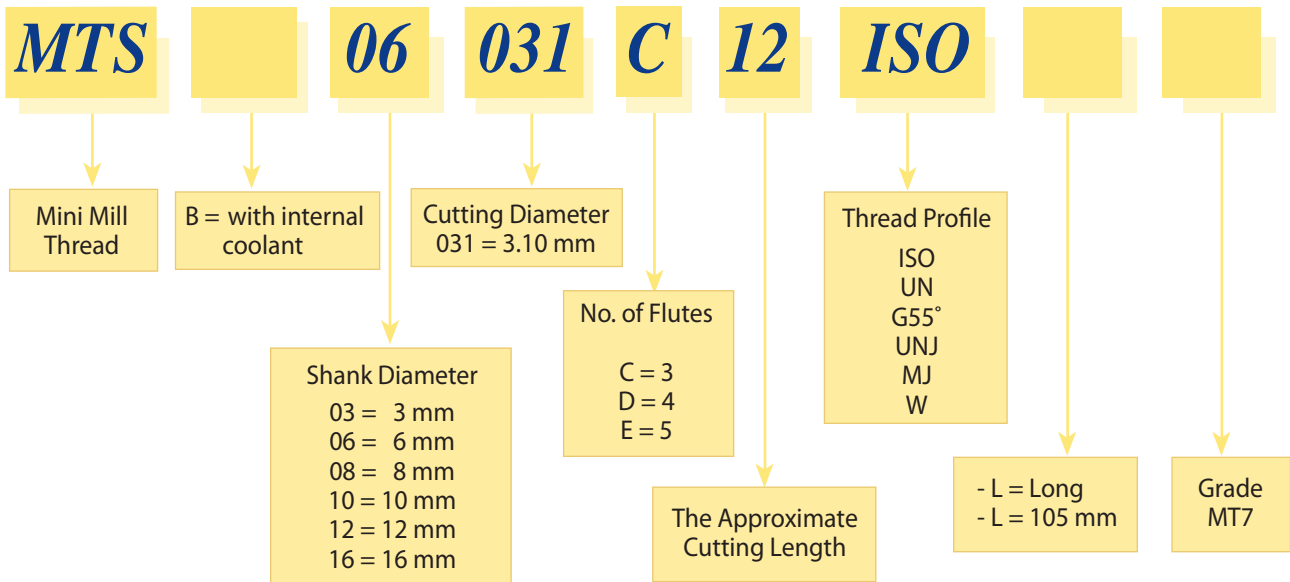 MTS 06 031 C 12 ISO
Mini Mill
Thread
B = with internal
coolant
Shank Diameter
03 = 3 mm
06 = 6 mm
08 = 8 mm
10 = 10 mm
12 = 12 mm
16 = 16 mm
Cutting Diameter
031 = 3.10 mm
No. of Flutes
C = 3
D = 4
E = 5
The Approximate
Cutting Length
Thread Profile
ISO
UN
G55°
UNJ
MJ
W
- L = Long
- L = 105 mm
Grade
MT7